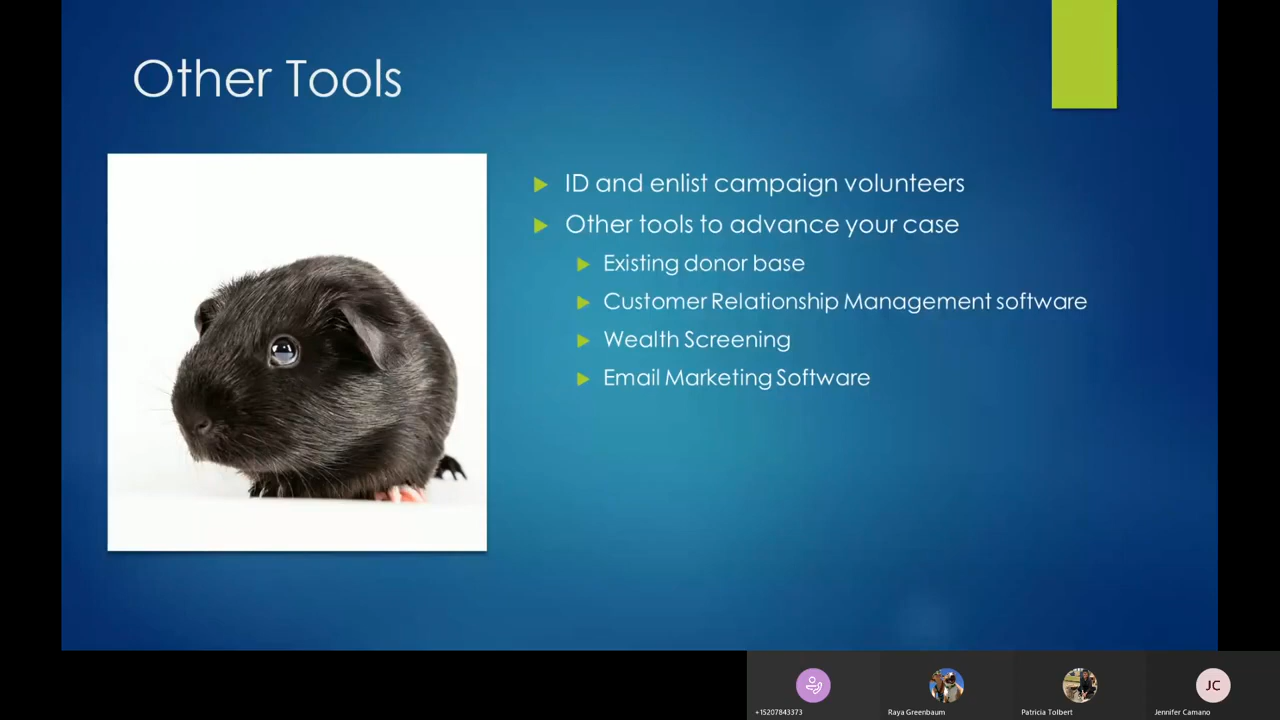 Other Tools
ID and enlist campaign volunteers
Other tools to advance your case
Existing donor base
Customer Relationship Management software
Wealth Screening
Email Marketing Software
JC
+15207843373
Raya Greenbaum
Patricia Tolbert
Jennifer Camano